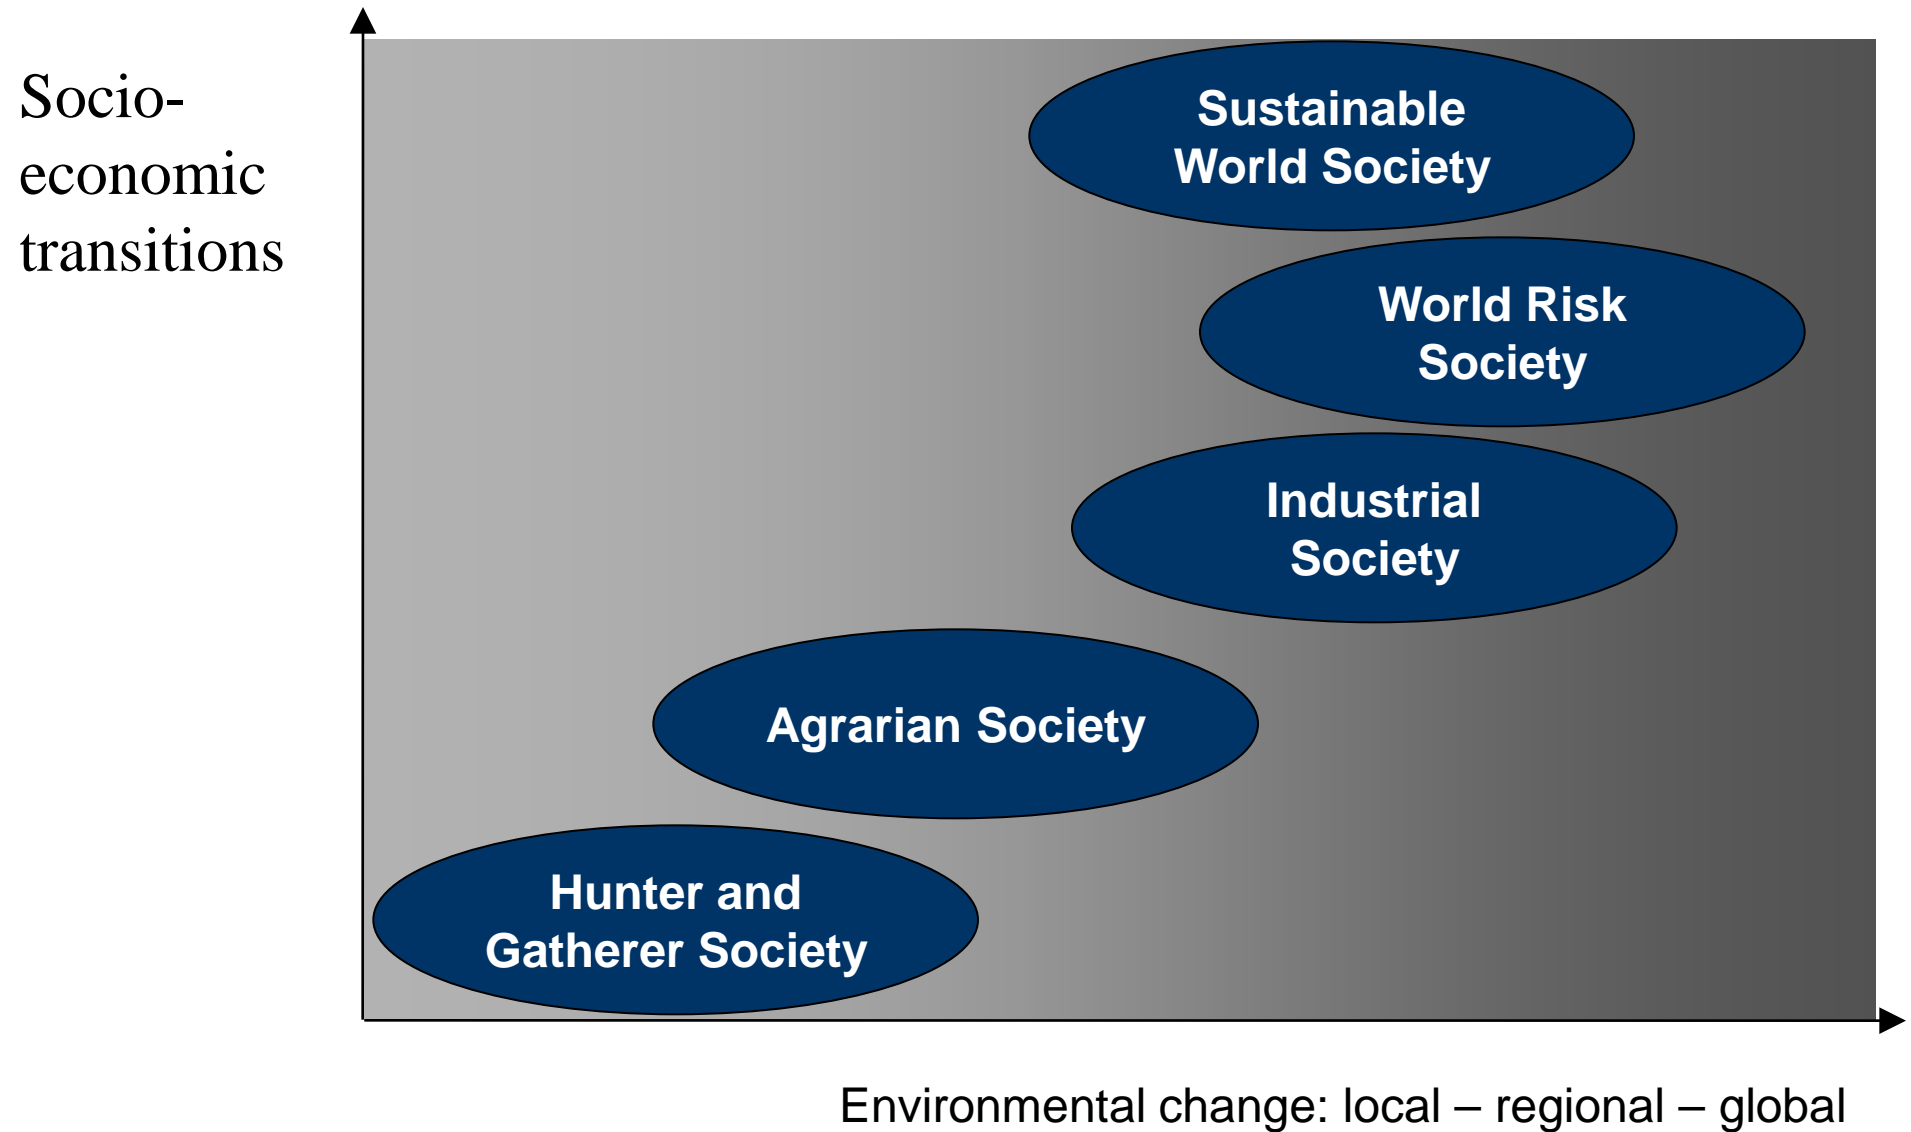 Socio-
economic
transitions
Sustainable
World Society
World Risk
Society
Industrial
Society
Agrarian Society
Hunter and
Gatherer Society
Environmental change: local – regional – global